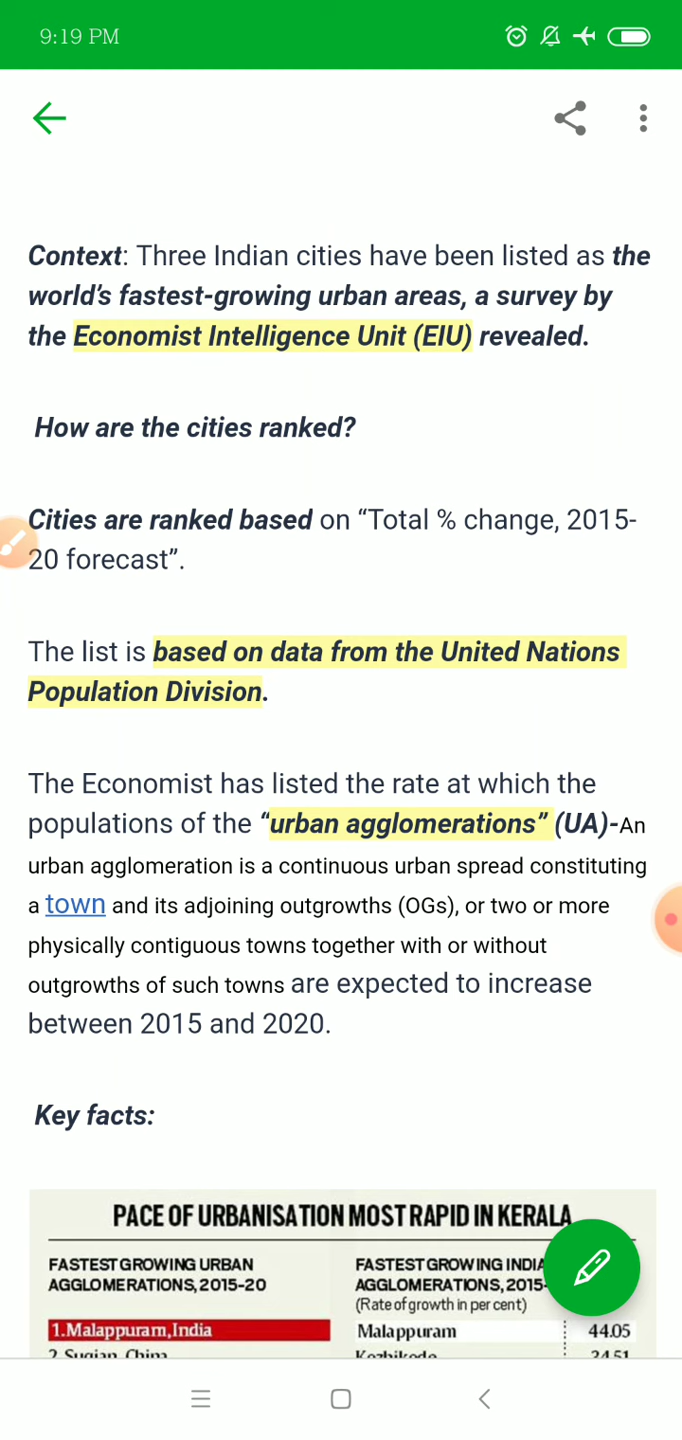 9:19 PM
Context: Three Indian cities have been listed as the
world's fastest-growing urban areas, a survey by
the Economist Intelligence Unit (EIU) revealed.
How are the cities ranked?
Cities are ranked based on “Total % change, 2015-
20 forecast”.
The list is based on data from the United Nations
Population Division.
The Economist has listed the rate at which the
populations of the “urban agglomerations” (UA)-An
urban agglomeration is a continuous urban spread constituting
a town and its adjoining outgrowths (OGs), or two or more
physically contiguous towns together with or without
outgrowths of such towns are expected to increase
between 2015 and 2020.
Key facts:
PACE OF URBANISATION MOST RAPID IN KERALA
FASTEST GROWING URBAN
AGGLOMERATIONS, 2015-20
1.Malappuram,India
2 Suqian, China
FASTEST GROWING INDIA
AGGLOMERATIONS, 2015-
(Rate of growth in per cent)
Malappuram 44.05
Kozhikode 34.51